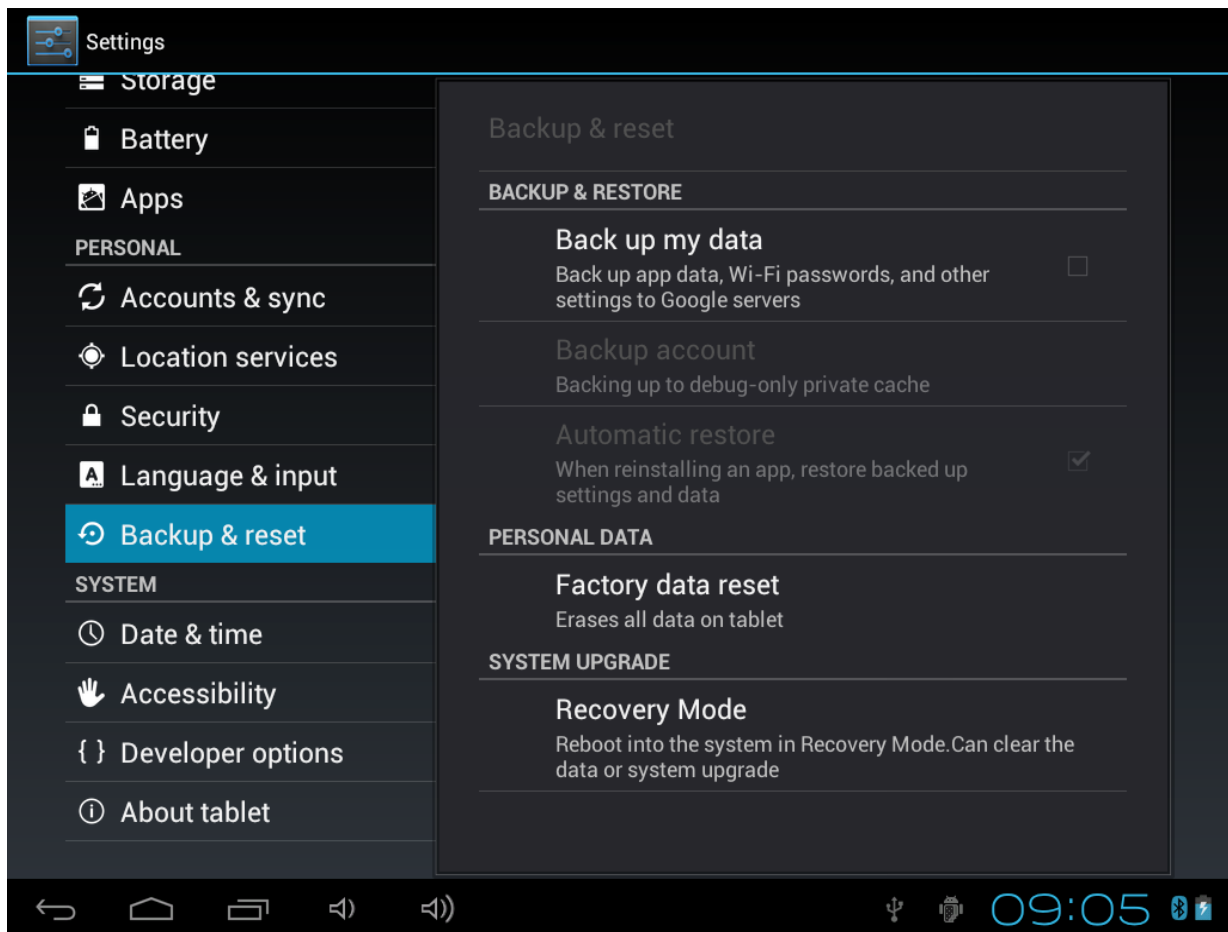 Settings
Storage
Battery
Apps
PERSONAL
Accounts & sync
Location services
Security
Language & input
Backup & reset
SYSTEM
Date & time
Accessibility
{ } Developer options
About tablet
Backup & reset
BACKUP & RESTORE
Back up my data
Back up app data, Wi-Fi passwords, and other
settings to Google servers
Backup account
Backing up to debug-only private cache
Automatic restore
When reinstalling an app, restore backed up
settings and data
PERSONAL DATA
Factory data reset
Erases all data on tablet
SYSTEM UPGRADE
Recovery Mode
Reboot into the system in Recovery Mode.Can clear the
data or system upgrade
09:05